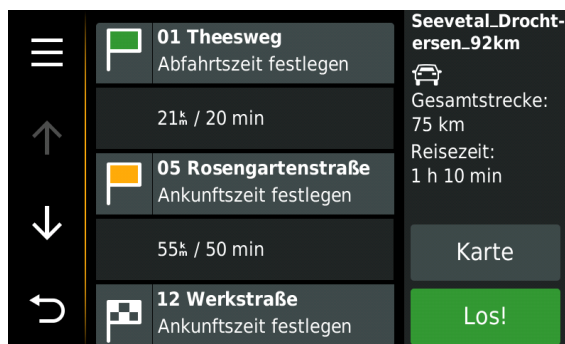 01 Theesweg
Abfahrtszeit festlegen
21km / 20 min
05 Rosengartenstraße
Ankunftszeit festlegen
55km / 50 min
12 Werkstraße
Ankunftszeit festlegen
Seevetal_Drocht-
ersen_92km
Gesamtstrecke:
75 km
Reisezeit:
1 h 10 min
Karte
Los!